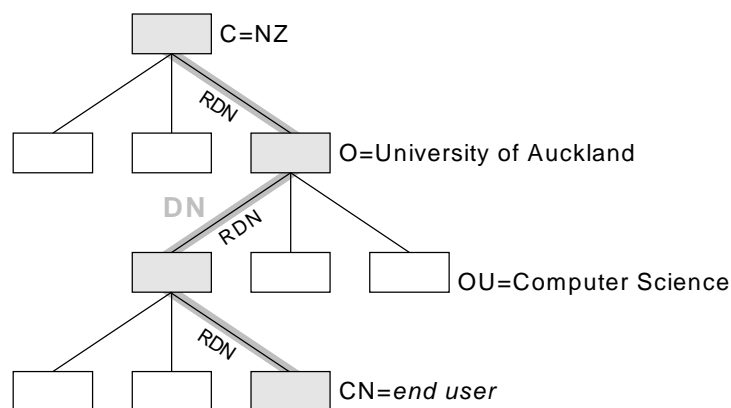 C=NZ
RDN
O=University of Auckland
DN
RDN
OU=Computer Science
RDN
CN=end user